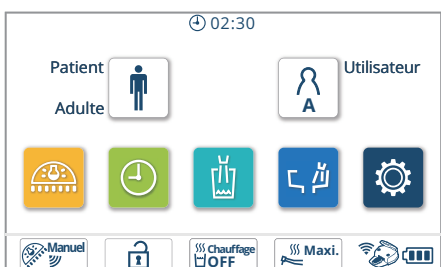 02:30
Patient
Utilisateur
Adulte
A
Manuel
Chauffage
OFF
Maxi.